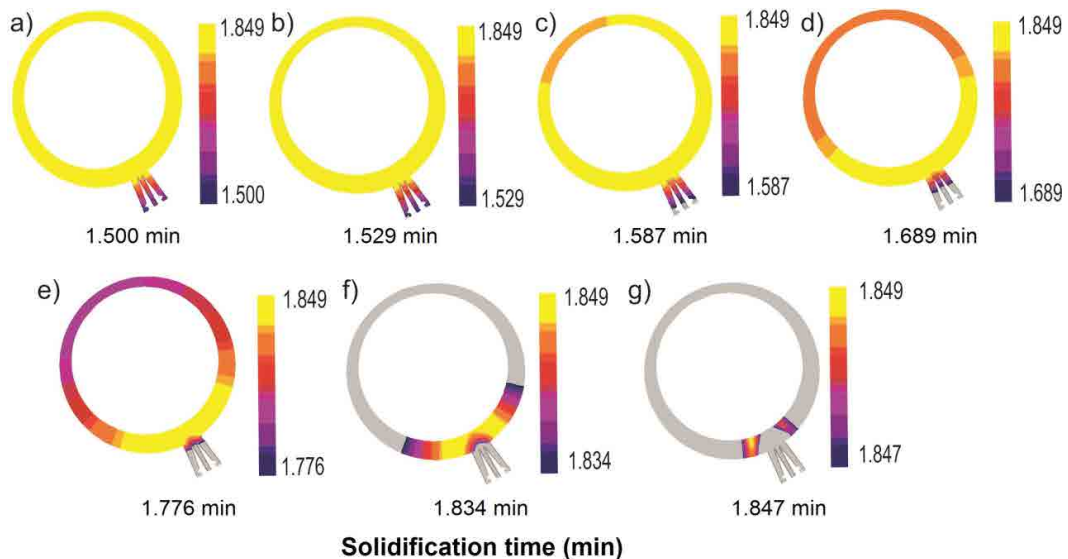 a)
1.849
1.500
1.500 min
b)
1.849
1.529
1.529 min
c)
1.849
1.587
1.587 min
d)
1.849
1.689
1.689 min
e)
1.849
1.776
1.776 min
f)
1.849
1.834
1.834 min
g)
1.849
1.847
1.847 min
Solidification time (min)